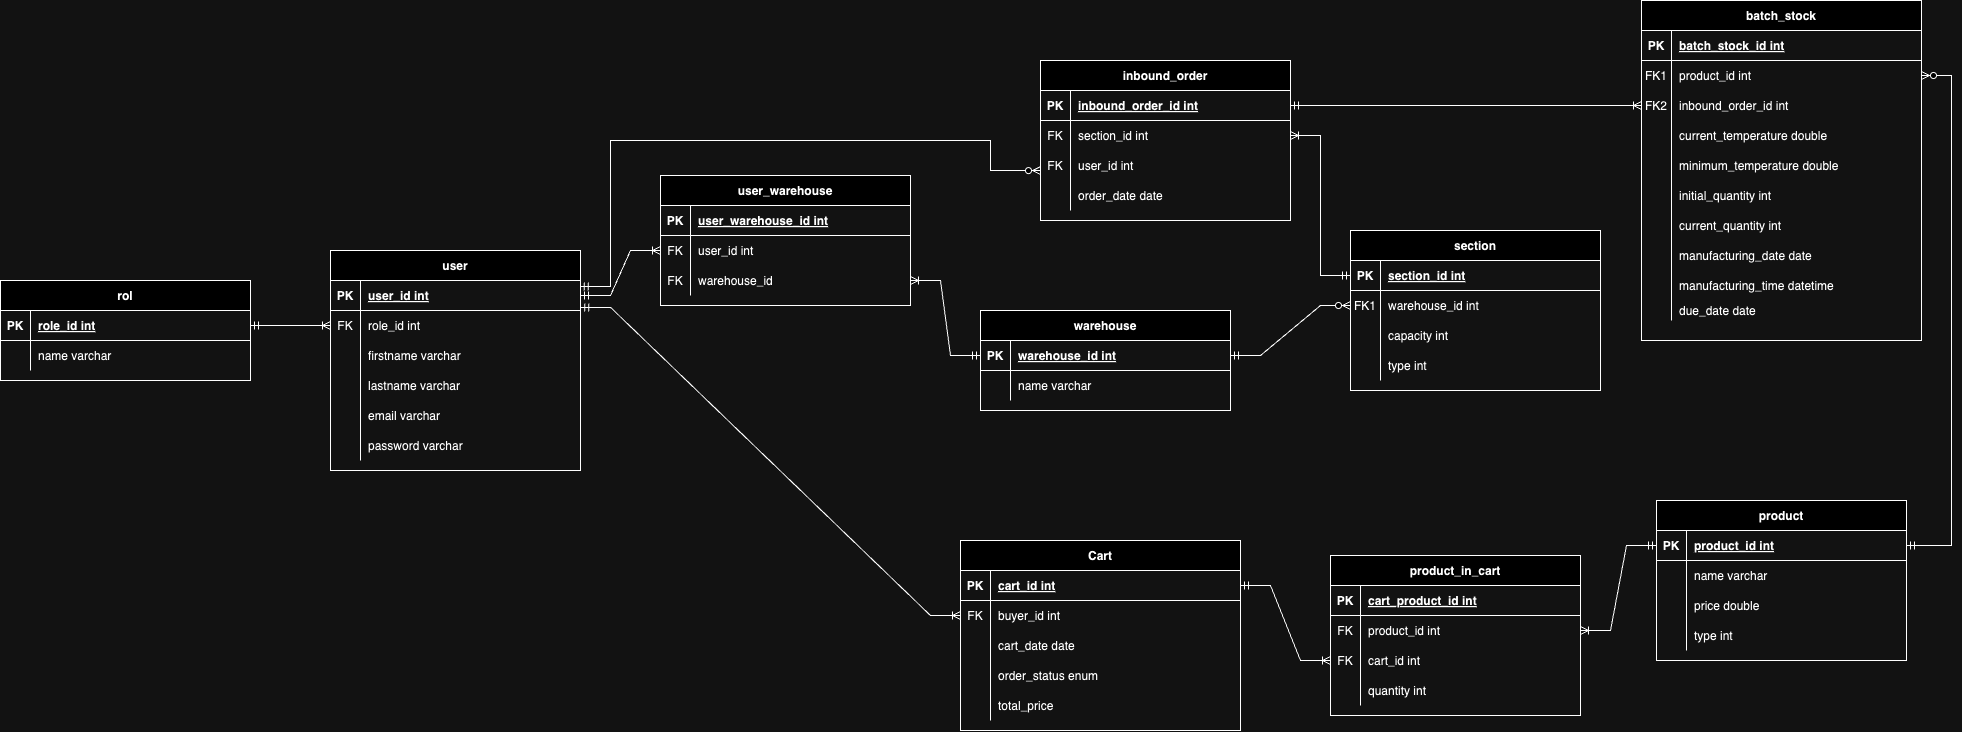 batch_stock
PK batch_stock_id int
FK1 product_id int
FK2 inbound_order_id int
current_temperature double
minimum_temperature double
initial_quantity int
current_quantity int
manufacturing_date date
manufacturing_time datetime
due_date date
inbound_order
PK inbound_order_id int
FK section_id int
FK user_id int
order_date date
user_warehouse
PK user_warehouse_id int
FK user_id int
FK warehouse_id
section
PK section_id int
FK1 warehouse_id int
capacity int
type int
user
PK user_id int
FK role_id int
firstname varchar
lastname varchar
email varchar
password varchar
rol
PK role_id int
name varchar
warehouse
PK warehouse_id int
name varchar
product
PK product_id int
name varchar
price double
type int
Cart
PK cart_id int
FK buyer_id int
cart_date date
order_status enum
total_price
product_in_cart
PK cart_product_id int
FK product_id int
FK cart_id int
quantity int